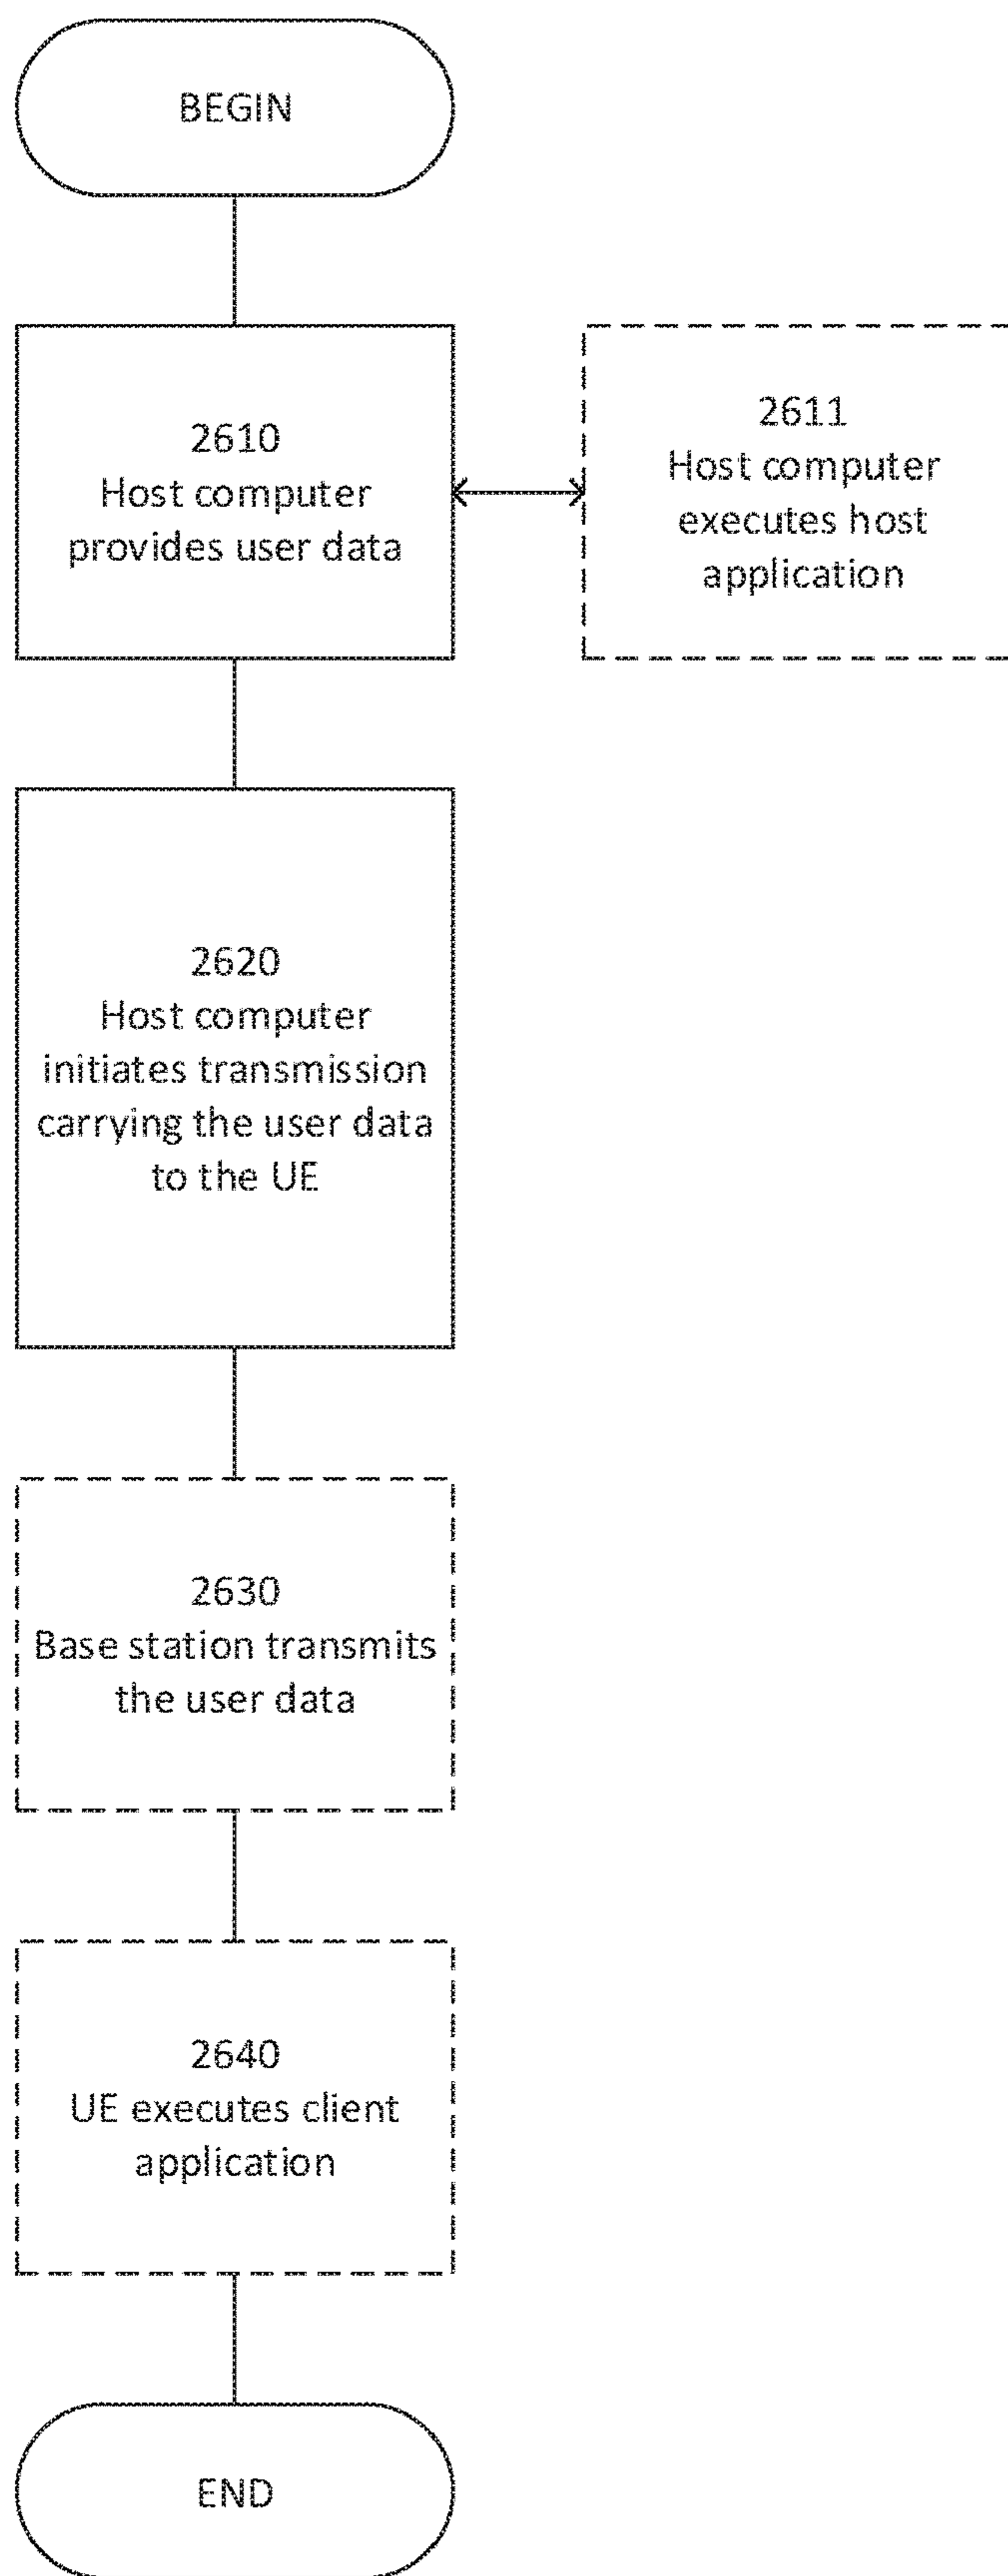 BEGIN
2610
Host computer
provides user data
2611
Host computer
executes host
application
2620
Host computer
initiates transmission
carrying the user data
to the UE
2630
Base station transmits
the user data
2640
UE executes client
application
END